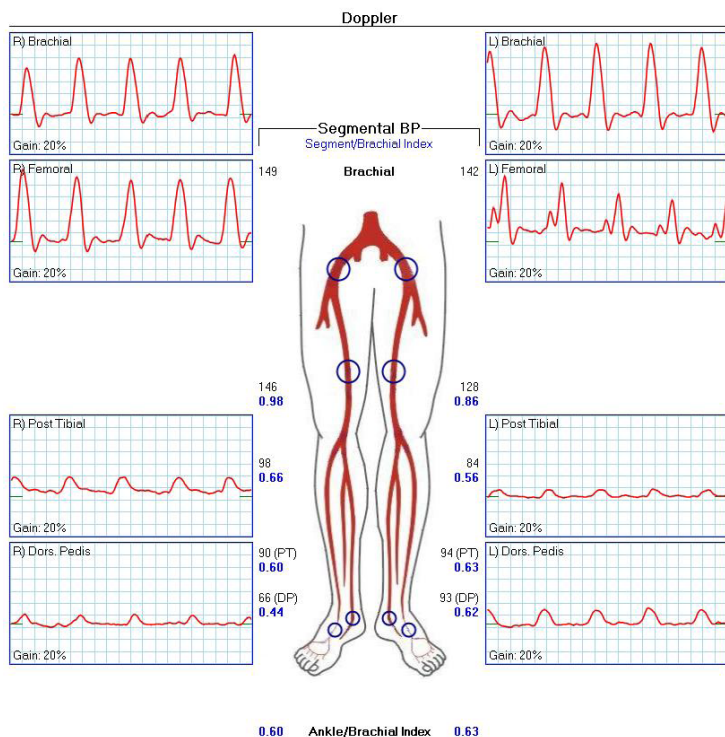 Doppler
R) Brachial
Gain: 20%
L) Brachial
Gain: 20%
Segmental BP
Segment/Brachial Index
R) Femoral
Gain: 20%
149 Brachial 142
L) Femoral
Gain: 20%
146 128
0.98 0.86
R) Post Tibial
Gain: 20%
98 84
0.66 0.56
L) Post Tibial
Gain: 20%
R) Dors. Pedis
Gain: 20%
90 (PT) 94 (PT)
0.60 0.63
66 (DP) 93 (DP)
0.44 0.62
L) Dors. Pedis
Gain: 20%
0.60 Ankle/Brachial Index 0.63